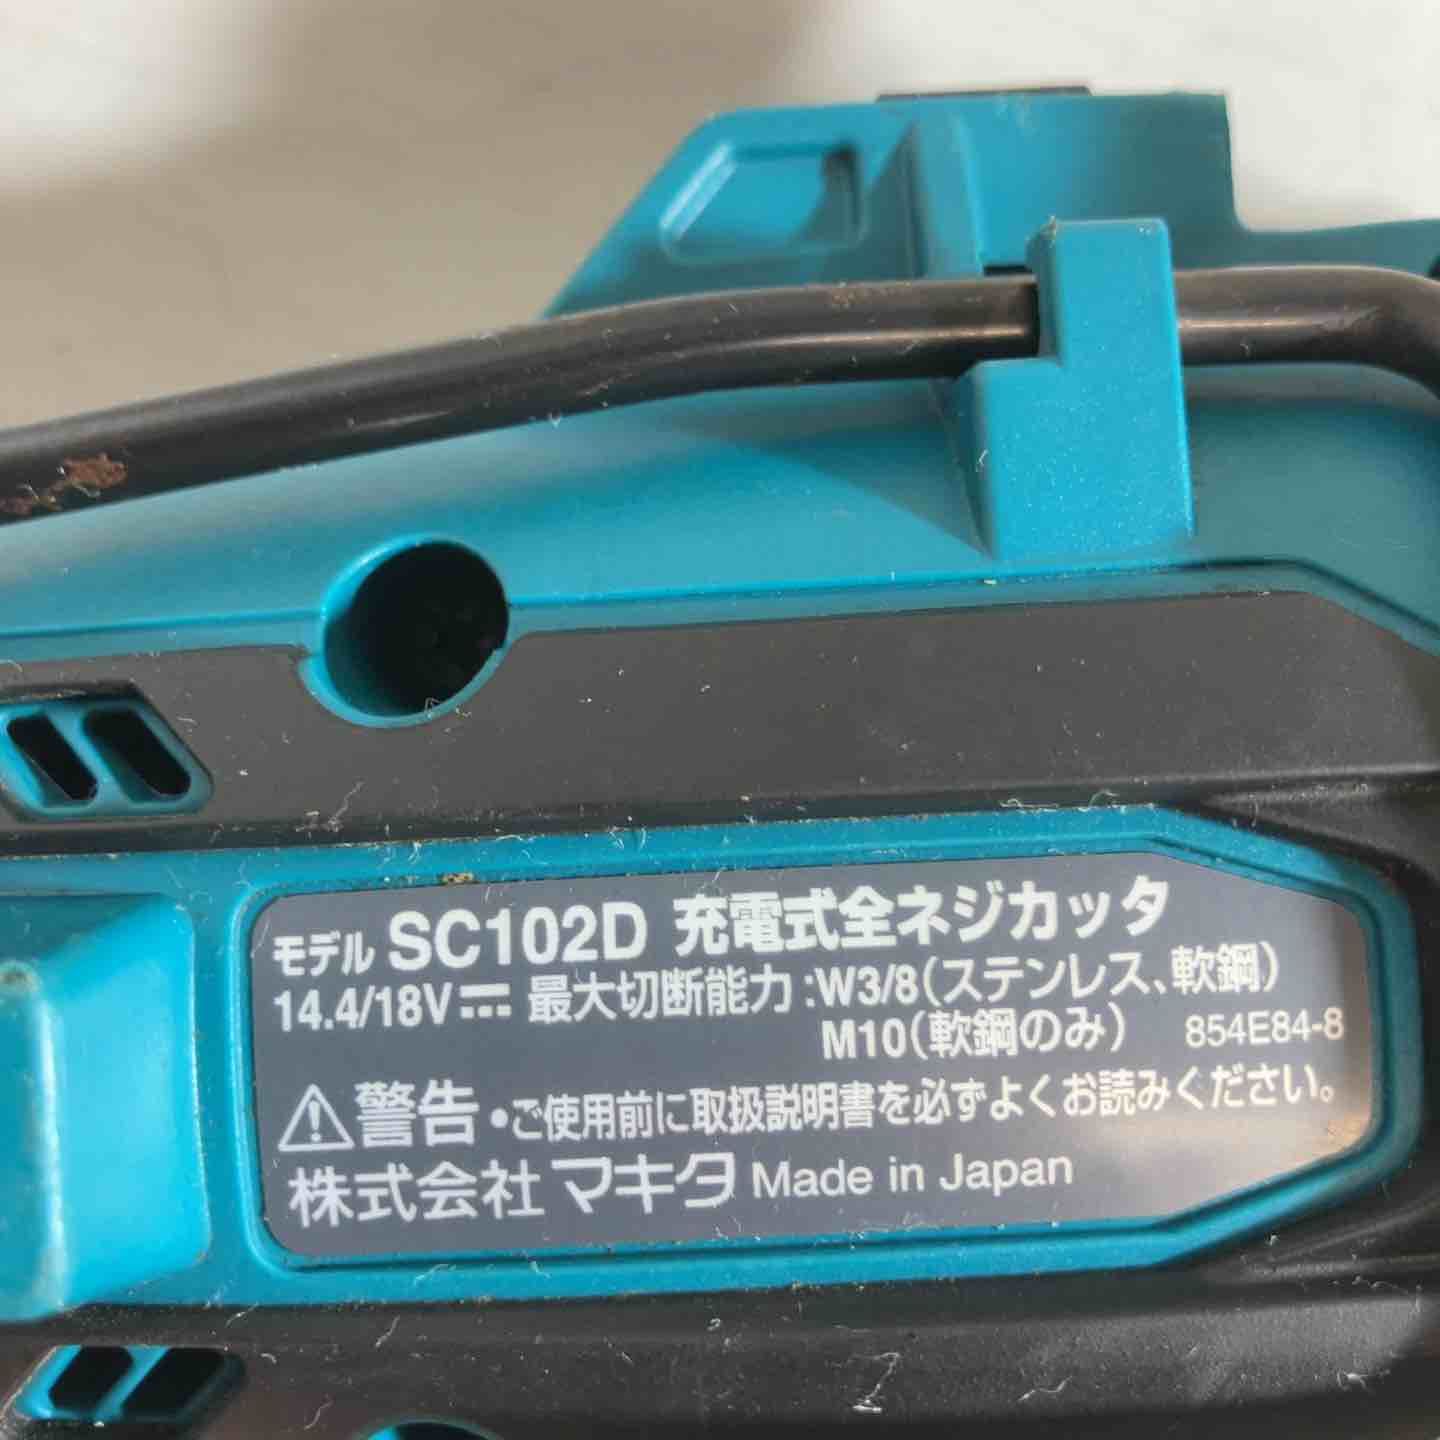 モデル SC102D 充電式全ネジカッタ
14.4/18V⎓ 最大切断能力:W3/8(ステンレス、軟鋼)
M10(軟鋼のみ) 854E84-8
⚠警告 •ご使用前に取扱説明書を必ずよくお読みください。
株式会社マキタ Made in Japan